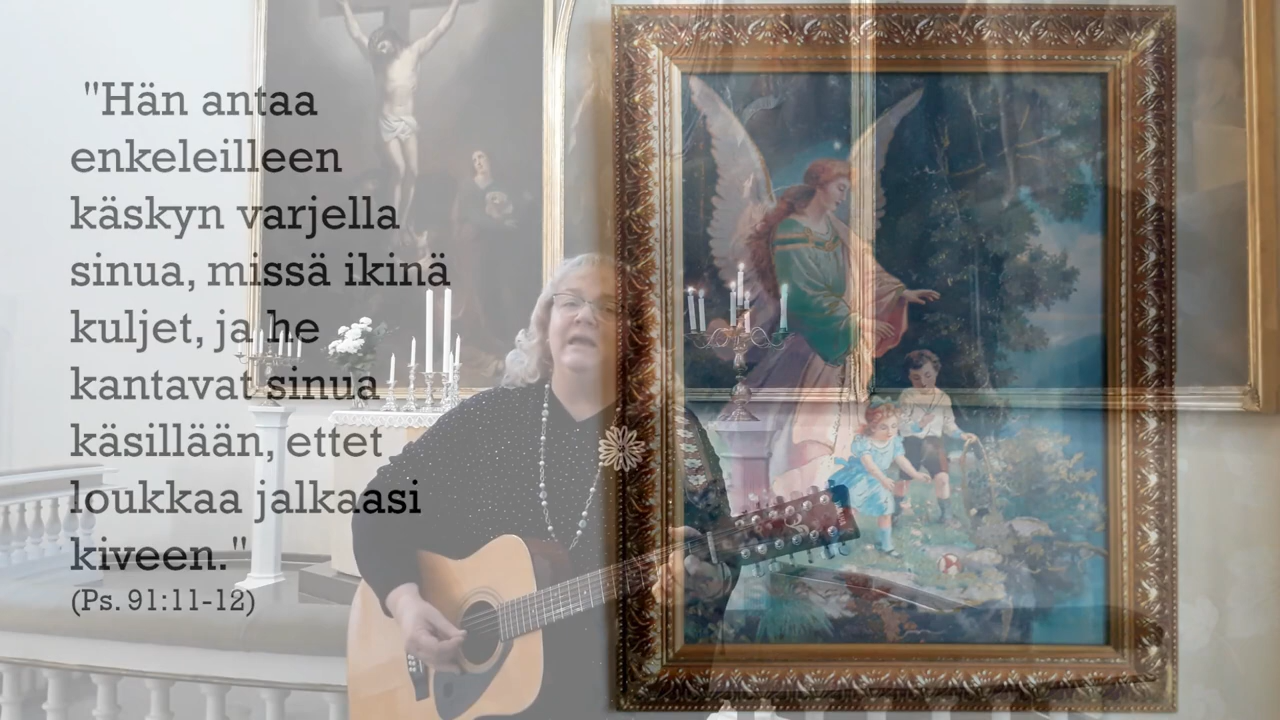 "Hän antaa
enkeleilleen
käskyn varjella
sinua, missä ikinä
kuljet, ja he
kantavat sinua
käsillään, ettet
loukkaa jalkaasi
kiveen."
(Ps. 91:11-12)